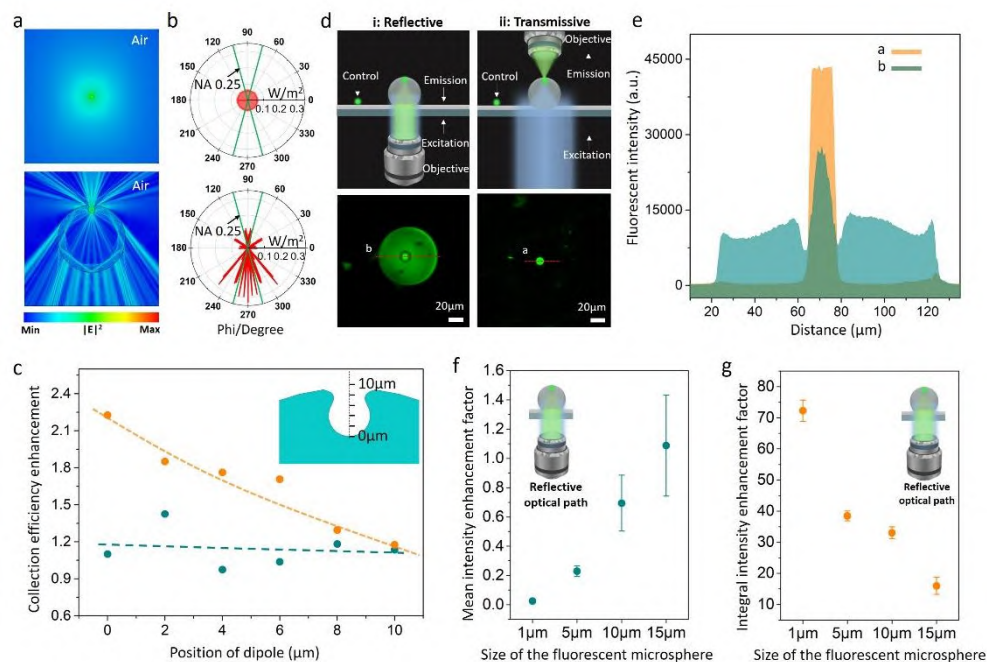 a
Air
Air
Min |E|² Max
b
90
120 60
150 30
NA 0.25
W/m²
180 0
0.1 0.2 0.3
210 330
240 300
270
90
120 60
150 30
NA 0.25
W/m²
180 0
0.1 0.2 0.3
210 330
240 300
270
Phi/Degree
d
i: Reflective
Control
Emission
Excitation
Objective
ii: Transmissive
Objective
Control
Emission
Excitation
b
20μm
a
20μm
e
a
b
Fluorescent intensity (a.u.)
45000
30000
15000
0
20 40 60 80 100 120
Distance (μm)
c
Collection efficiency enhancement
2.4
2.1
1.8
1.5
1.2
0.9
0.6
0 2 4 6 8 10
Position of dipole (μm)
10μm
0μm
f
Mean intensity enhancement factor
1.6
1.4
1.2
1.0
0.8
0.6
0.4
0.2
0.0
1μm 5μm 10μm 15μm
Size of the fluorescent microsphere
Reflective
optical path
g
Integral intensity enhancement factor
80
70
60
50
40
30
20
10
1μm 5μm 10μm 15μm
Size of the fluorescent microsphere
Reflective
optical path